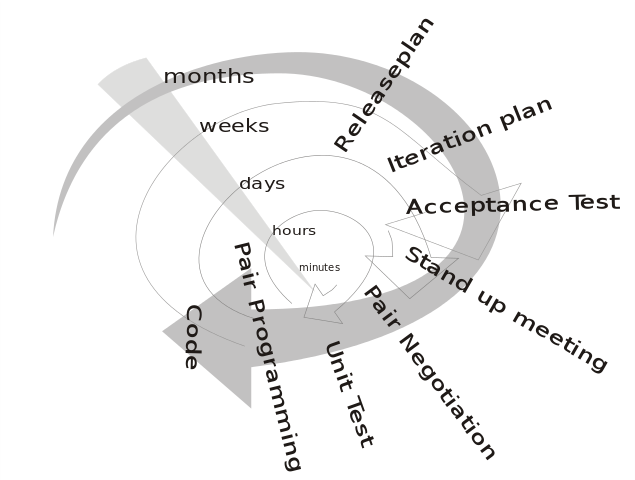 months
weeks
days
hours
minutes
Releaseplan
Iteration plan
Acceptance Test
Stand up meeting
Pair Negotiation
Unit Test
Pair Programming
Code